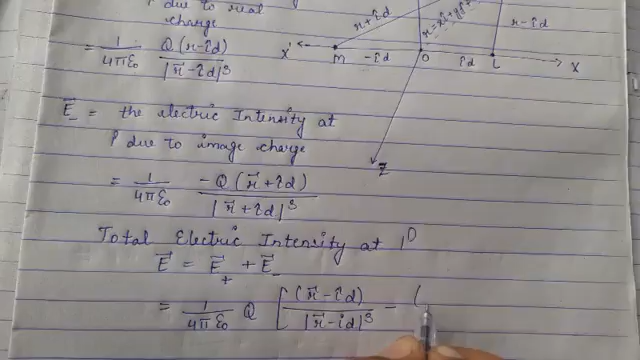 P due to real
charge
= 1/4πε₀ Q(r-îd)/|r⃗-îd|³
E⃗₋ = the electric Intensity at
P due to image charge
= 1/4πε₀ -Q(r⃗+îd)/|r⃗+îd|³
Total Electric Intensity at P
E⃗ = E⃗₊ + E⃗₋
= 1/4πε₀ Q [(r⃗-îd)/|r⃗-îd|³ - (
r+îd
r-îd
X'
M
-îd
O
îd
L
X
Z